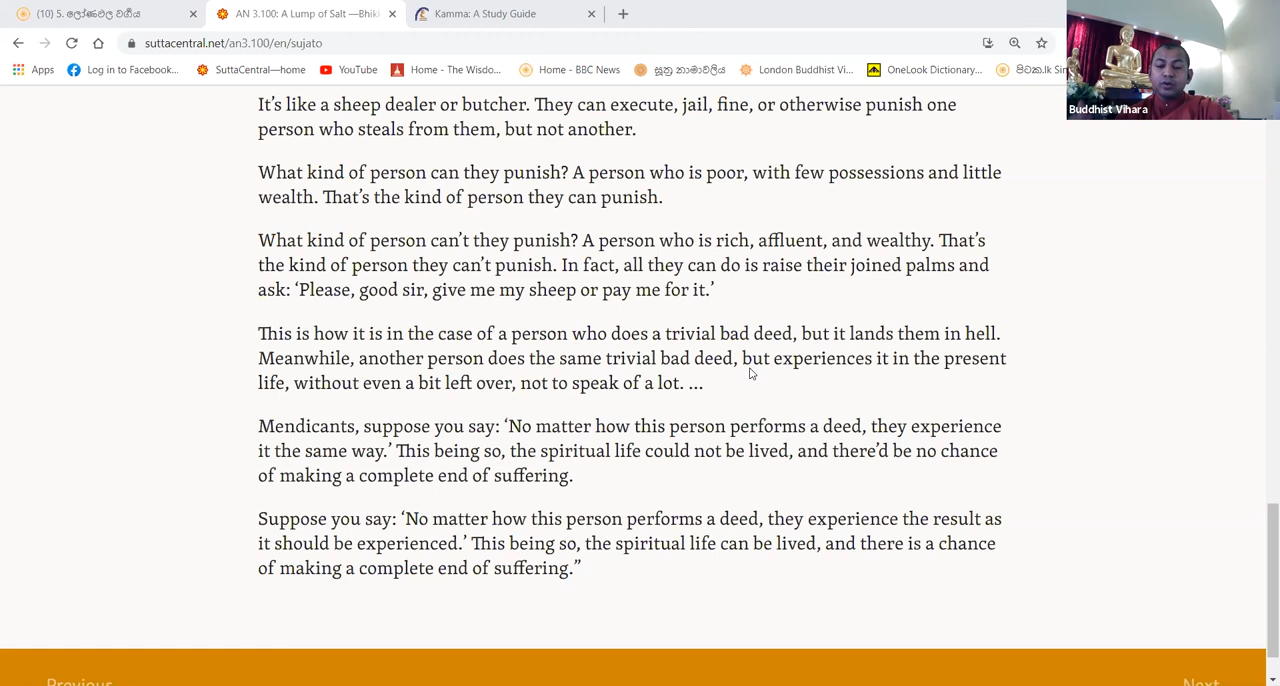 (10) 5. ලෝණඵල වග්ගිය
AN 3.100: A Lump of Salt —Bhikk
Kamma: A Study Guide
suttacentral.net/an3.100/en/sujato
Apps
Log in to Facebook...
SuttaCentral—home
YouTube
Home - The Wisdo...
Home - BBC News
සූත්‍ර නාමාවලිය
London Buddhist Vi...
OneLook Dictionary...
පිටක.lk Sin
Buddhist Vihara
It’s like a sheep dealer or butcher. They can execute, jail, fine, or otherwise punish one
person who steals from them, but not another.
What kind of person can they punish? A person who is poor, with few possessions and little
wealth. That’s the kind of person they can punish.
What kind of person can’t they punish? A person who is rich, affluent, and wealthy. That’s
the kind of person they can’t punish. In fact, all they can do is raise their joined palms and
ask: ‘Please, good sir, give me my sheep or pay me for it.’
This is how it is in the case of a person who does a trivial bad deed, but it lands them in hell.
Meanwhile, another person does the same trivial bad deed, but experiences it in the present
life, without even a bit left over, not to speak of a lot. …
Mendicants, suppose you say: ‘No matter how this person performs a deed, they experience
it the same way.’ This being so, the spiritual life could not be lived, and there’d be no chance
of making a complete end of suffering.
Suppose you say: ‘No matter how this person performs a deed, they experience the result as
it should be experienced.’ This being so, the spiritual life can be lived, and there is a chance
of making a complete end of suffering.”
Previous
Next